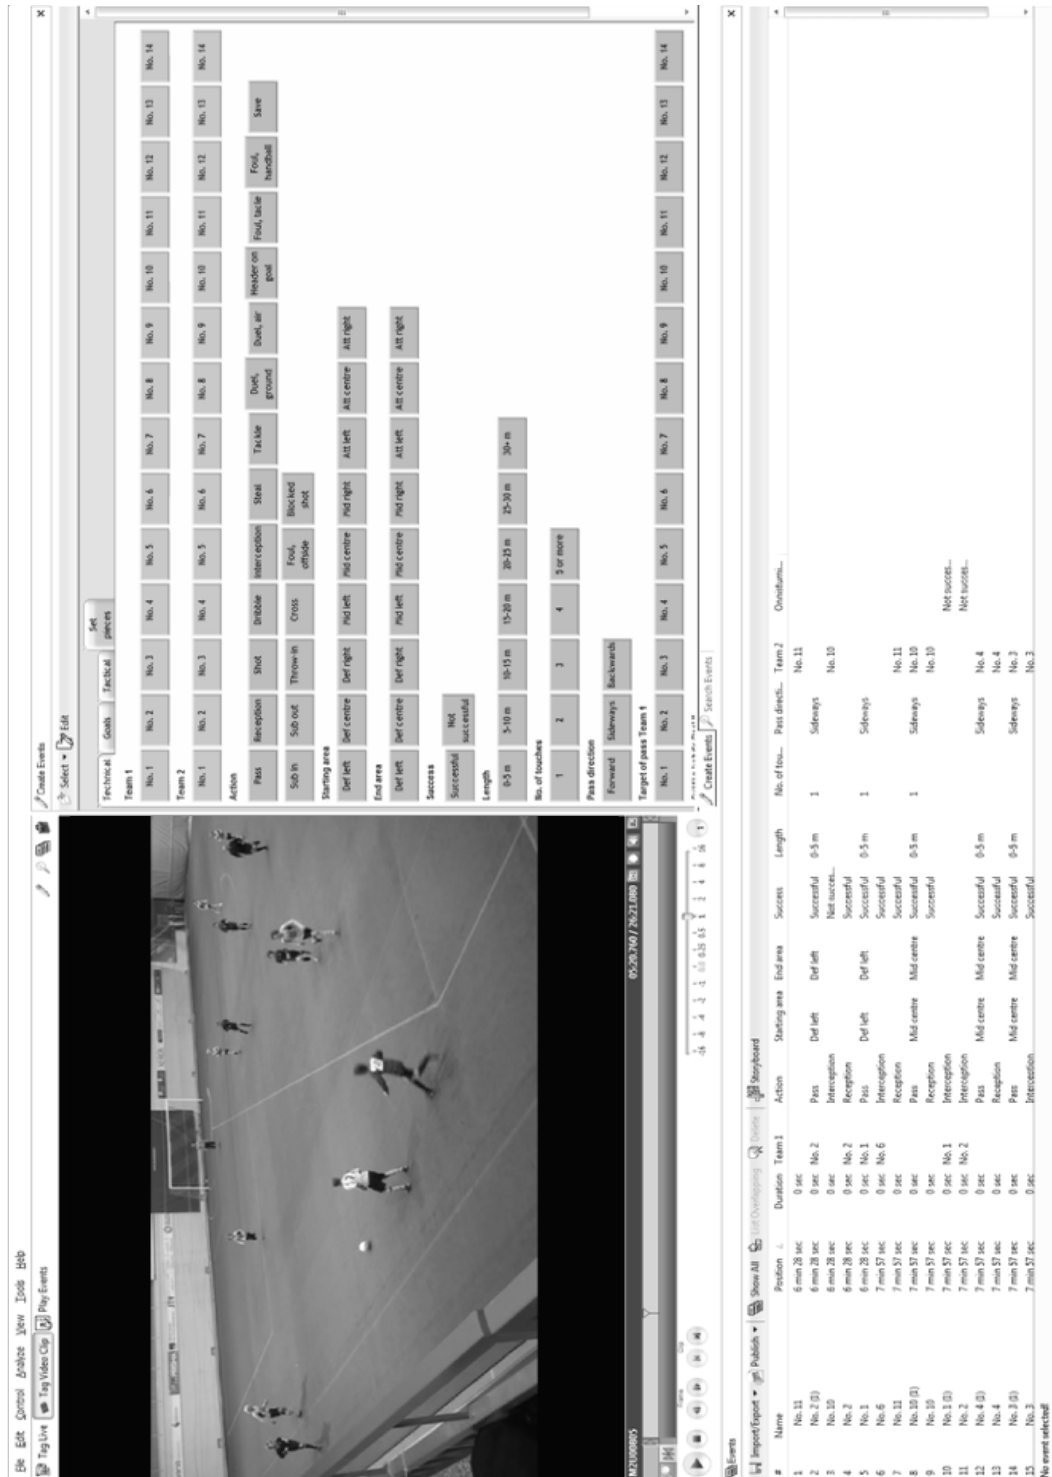 File Edit Control Analyze View Tools Help
Tag Live Tag Video Clip Play Events
M2U00805 05:20.760 / 26:21.080
Frame Clip
-16 -8 -4 -2 -1 0.0 0.25 0.5 1 2 4 8 16
Create Events
Select Edit
Technical Goals Tactical Set pieces
Team 1
No. 1 No. 2 No. 3 No. 4 No. 5 No. 6 No. 7 No. 8 No. 9 No. 10 No. 11 No. 12 No. 13 No. 14
Team 2
No. 1 No. 2 No. 3 No. 4 No. 5 No. 6 No. 7 No. 8 No. 9 No. 10 No. 11 No. 12 No. 13 No. 14
Action
Pass Reception Shot Dribble Interception Steal Tackle Duel, ground Duel, air Header on goal Foul, tacle Foul, handball Save
Sub in Sub out Throw-in Cross Foul, offside Blocked shot
Starting area
Def left Def centre Def right Mid left Mid centre Mid right Att left Att centre Att right
End area
Def left Def centre Def right Mid left Mid centre Mid right Att left Att centre Att right
Success
Successful Not successful
Length
0-5 m 5-10 m 10-15 m 15-20 m 20-25 m 25-30 m 30+ m
No. of touches
1 2 3 4 5 or more
Pass direction
Forward Sideways Backwards
Target of pass Team 1
No. 1 No. 2 No. 3 No. 4 No. 5 No. 6 No. 7 No. 8 No. 9 No. 10 No. 11 No. 12 No. 13 No. 14
Create Events Search Events
Events
Import/Export Publish Show All List Overlapping Delete Storyboard
# Name Position Duration Team 1 Action Starting area End area Success Length No. of tou... Pass directi... Team 2
1 No. 11 6 min 28 sec 0 sec No. 11
2 No. 2 (1) 6 min 28 sec 0 sec No. 2 Pass Def left Def left Successful 0-5 m 1 Sideways
3 No. 10 6 min 28 sec 0 sec Interception Not succes... No. 10
4 No. 2 6 min 28 sec 0 sec No. 2 Reception Successful
5 No. 1 6 min 28 sec 0 sec No. 1 Pass Def left Def left Successful 0-5 m 1 Sideways
6 No. 6 7 min 57 sec 0 sec No. 6 Interception Successful
7 No. 11 7 min 57 sec 0 sec Reception Successful No. 11
8 No. 10 (1) 7 min 57 sec 0 sec Pass Mid centre Mid centre Successful 0-5 m 1 Sideways No. 10
9 No. 10 7 min 57 sec 0 sec Reception Successful No. 10
10 No. 1 (1) 7 min 57 sec 0 sec No. 1 Interception Not succes...
11 No. 2 7 min 57 sec 0 sec No. 2 Interception Not succes...
12 No. 4 (1) 7 min 57 sec 0 sec Pass Mid centre Mid centre Successful 0-5 m Sideways No. 4
13 No. 4 (1) 7 min 57 sec 0 sec Reception Successful No. 4
14 No. 3 (1) 7 min 57 sec 0 sec Pass Mid centre Mid centre Successful 0-5 m Sideways No. 3
15 No. 3 7 min 57 sec 0 sec Interception Successful No. 3
No event selected!